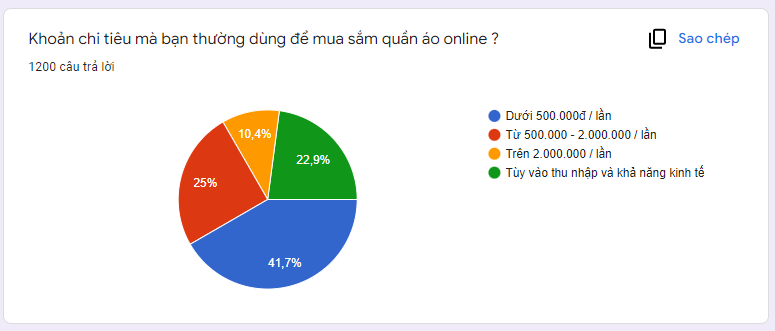 Khoản chi tiêu mà bạn thường dùng để mua sắm quần áo online ?
Sao chép
1200 câu trả lời
10,4%
22,9%
25%
41,7%
Dưới 500.000đ / lần
Từ 500.000 - 2.000.000 / lần
Trên 2.000.000 / lần
Tùy vào thu nhập và khả năng kinh tế